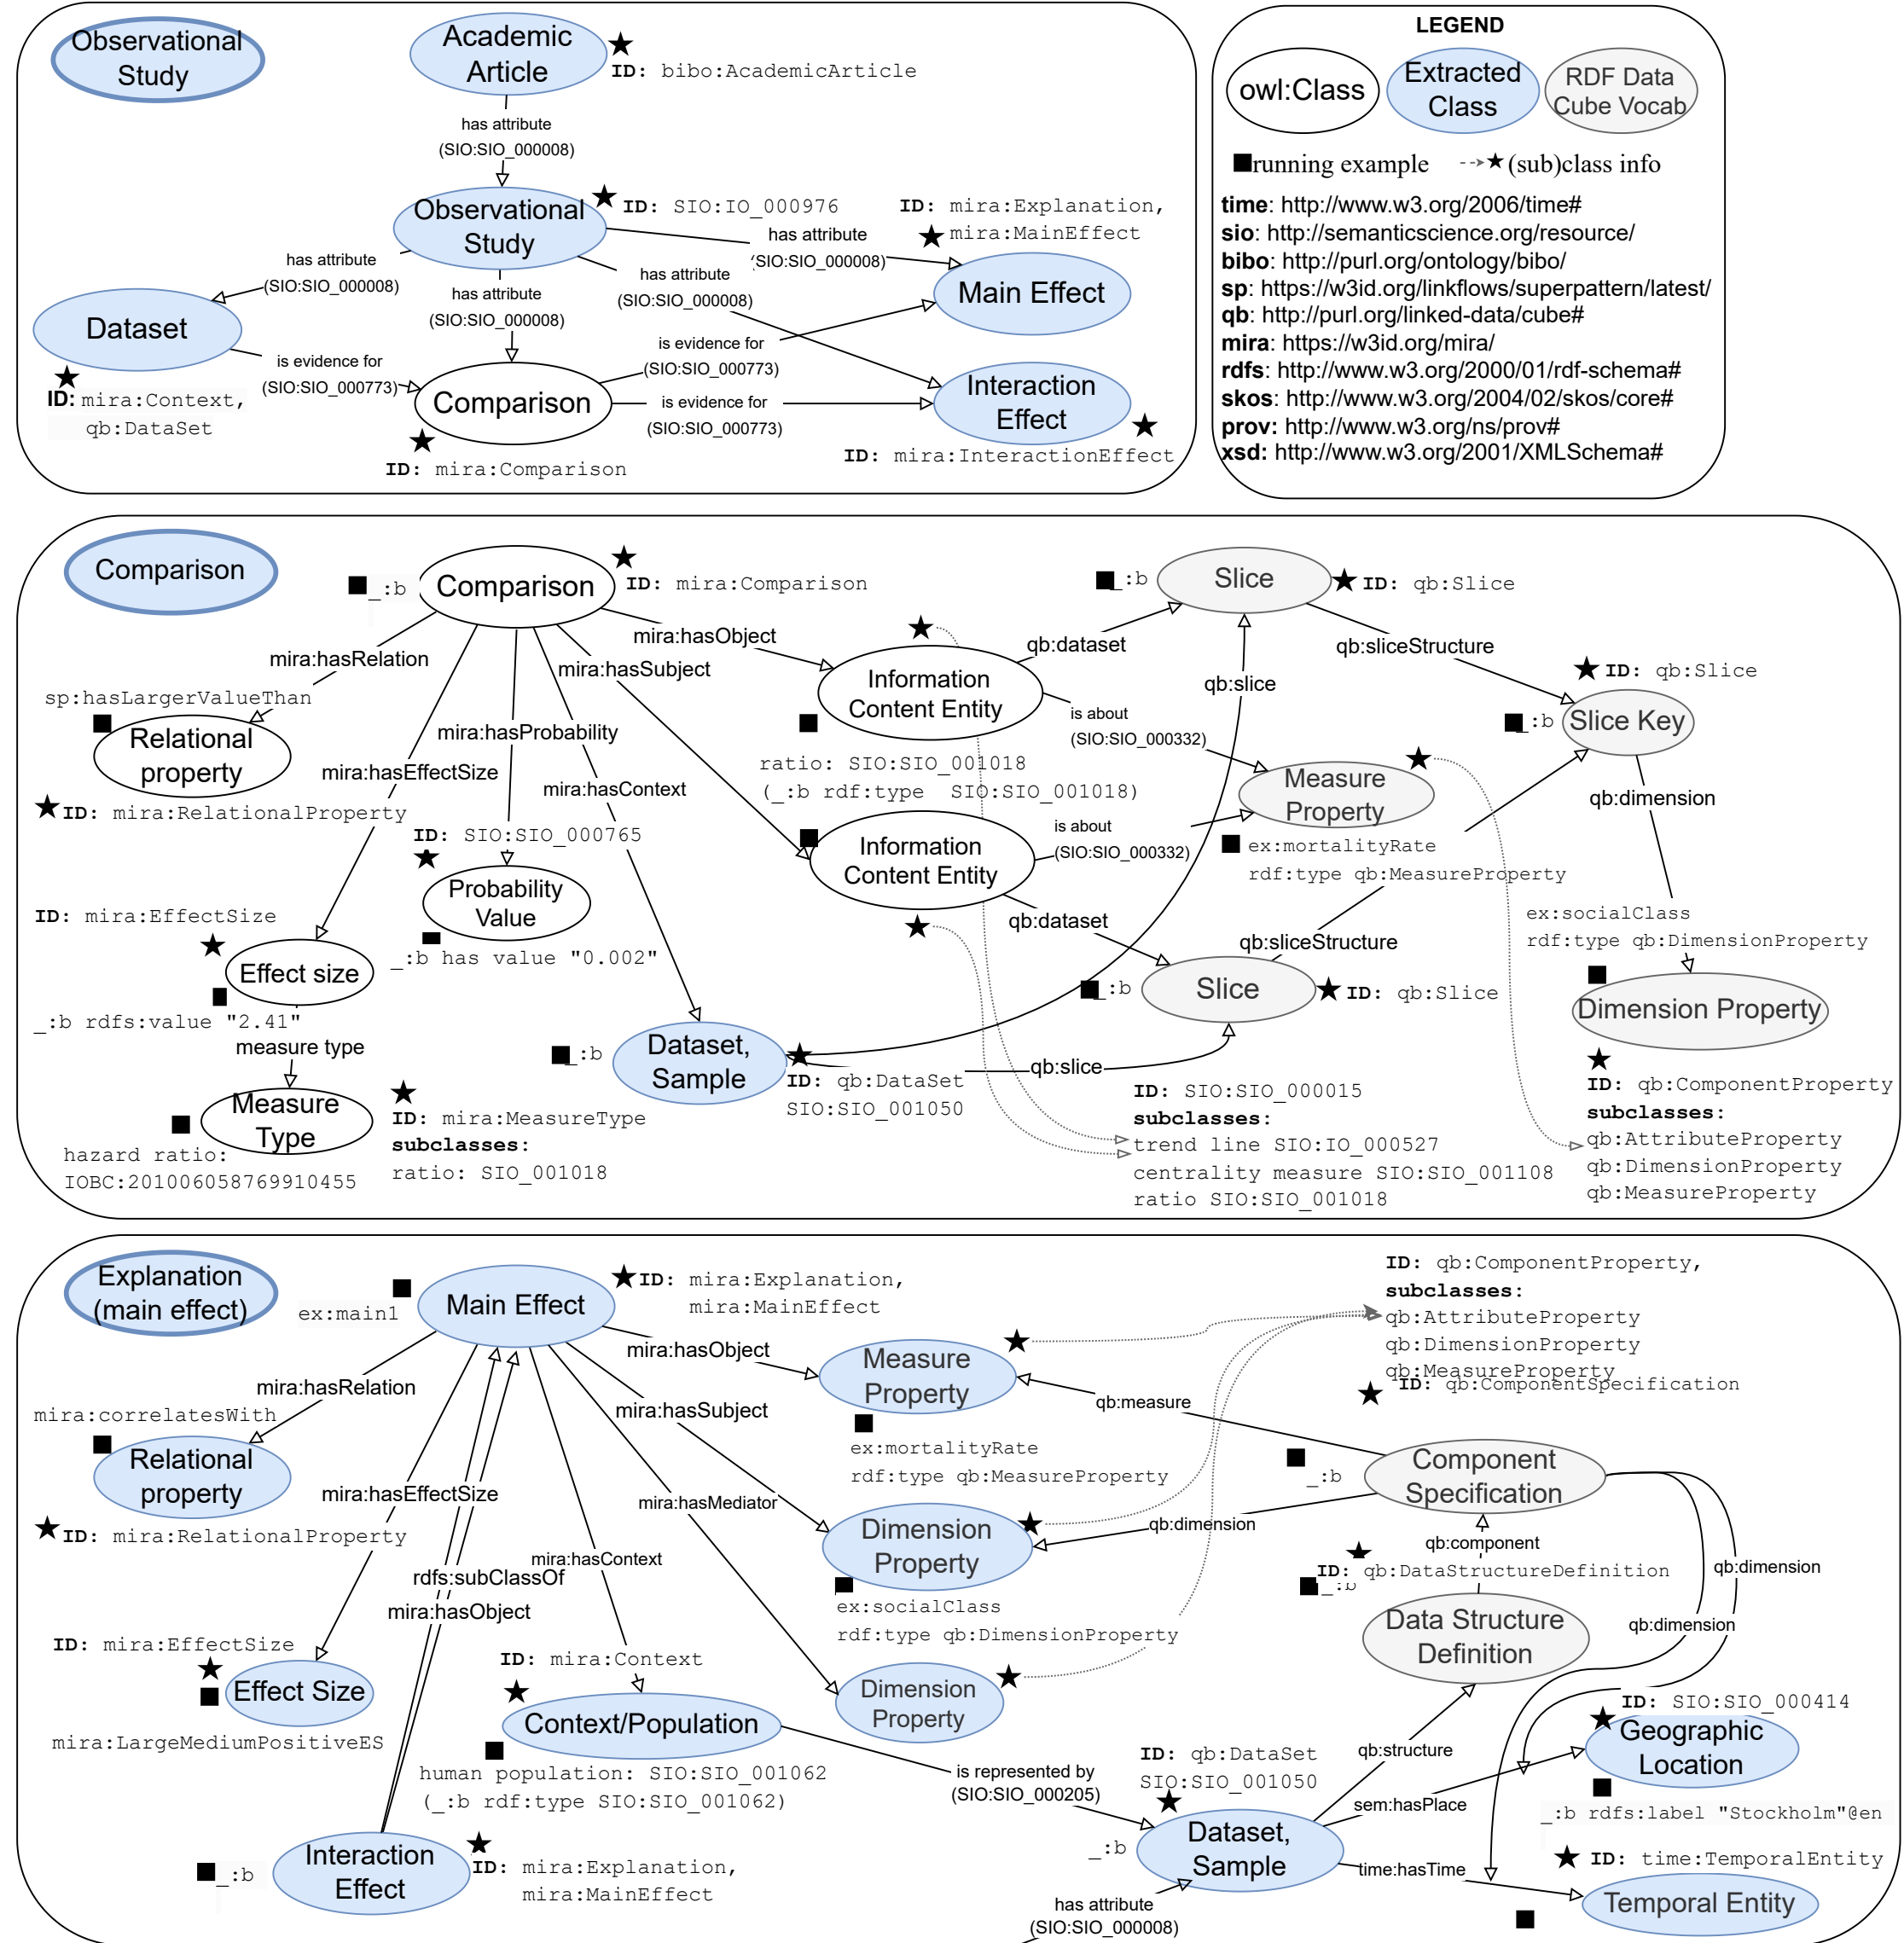 Observational
Study
Academic
Article
ID: bibo:AcademicArticle
has attribute
(SIO:SIO_000008)
Observational
Study
ID: SIO:IO_000976
ID: mira:Explanation,
mira:MainEffect
has attribute
(SIO:SIO_000008)
has attribute
(SIO:SIO_000008)
has attribute
(SIO:SIO_000008)
has attribute
(SIO:SIO_000008)
Main Effect
Dataset
is evidence for
(SIO:SIO_000773)
is evidence for
(SIO:SIO_000773)
Comparison
is evidence for
(SIO:SIO_000773)
Interaction
Effect
ID: mira:Context,
qb:DataSet
ID: mira:Comparison
ID: mira:InteractionEffect
LEGEND
owl:Class
Extracted
Class
RDF Data
Cube Vocab
running example
(sub)class info
time: http://www.w3.org/2006/time#
sio: http://semanticscience.org/resource/
bibo: http://purl.org/ontology/bibo/
sp: https://w3id.org/linkflows/superpattern/latest/
qb: http://purl.org/linked-data/cube#
mira: https://w3id.org/mira/
rdfs: http://www.w3.org/2000/01/rdf-schema#
skos: http://www.w3.org/2004/02/skos/core#
prov: http://www.w3.org/ns/prov#
xsd: http://www.w3.org/2001/XMLSchema#
Comparison
_:b
Comparison
ID: mira:Comparison
_:b
Slice
ID: qb:Slice
mira:hasRelation
mira:hasObject
mira:hasSubject
qb:dataset
qb:sliceStructure
sp:hasLargerValueThan
Relational
property
ID: mira:RelationalProperty
Information
Content Entity
qb:slice
ID: qb:Slice
_:b
Slice Key
is about
(SIO:SIO_000332)
mira:hasProbability
mira:hasEffectSize
mira:hasContext
ratio: SIO:SIO_001018
(_:b rdf:type SIO:SIO_001018)
Measure
Property
qb:dimension
ID: SIO:SIO_000765
Probability
Value
_:b has value "0.002"
Information
Content Entity
is about
(SIO:SIO_000332)
ex:mortalityRate
rdf:type qb:MeasureProperty
ID: mira:EffectSize
Effect size
_:b rdfs:value "2.41"
qb:dataset
qb:sliceStructure
ex:socialClass
rdf:type qb:DimensionProperty
_:b
Slice
ID: qb:Slice
Dimension Property
measure type
Measure
Type
hazard ratio:
IOBC:201006058769910455
ID: mira:MeasureType
subclasses:
ratio: SIO_001018
_:b
Dataset,
Sample
ID: qb:DataSet
SIO:SIO_001050
qb:slice
ID: SIO:SIO_000015
subclasses:
trend line SIO:IO_000527
centrality measure SIO:SIO_001108
ratio SIO:SIO_001018
ID: qb:ComponentProperty
subclasses:
qb:AttributeProperty
qb:DimensionProperty
qb:MeasureProperty
Explanation
(main effect)
ex:main1
Main Effect
ID: mira:Explanation,
mira:MainEffect
ID: qb:ComponentProperty,
subclasses:
qb:AttributeProperty
qb:DimensionProperty
qb:MeasureProperty
ID: qb:ComponentSpecification
mira:hasRelation
mira:hasObject
mira:hasSubject
Measure
Property
qb:measure
mira:correlatesWith
Relational
property
ID: mira:RelationalProperty
ex:mortalityRate
rdf:type qb:MeasureProperty
_:b
Component
Specification
mira:hasEffectSize
mira:hasMediator
Dimension
Property
qb:dimension
qb:component
mira:hasContext
rdfs:subClassOf
mira:hasObject
ID: qb:DataStructureDefinition
_:b
qb:dimension
ex:socialClass
rdf:type qb:DimensionProperty
Data Structure
Definition
qb:dimension
ID: mira:EffectSize
Effect Size
mira:LargeMediumPositiveES
ID: mira:Context
Context/Population
human population: SIO:SIO_001062
(_:b rdf:type SIO:SIO_001062)
Dimension
Property
ID: SIO:SIO_000414
Geographic
Location
_:b rdfs:label "Stockholm"@en
is represented by
(SIO:SIO_000205)
ID: qb:DataSet
SIO:SIO_001050
qb:structure
sem:hasPlace
_:b
Dataset,
Sample
time:hasTime
ID: time:TemporalEntity
Temporal Entity
_:b
Interaction
Effect
ID: mira:Explanation,
mira:MainEffect
has attribute
(SIO:SIO_000008)